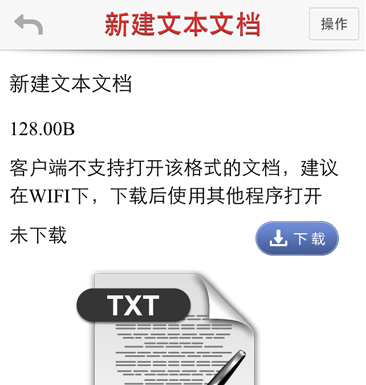 新建文本文档
操作
新建文本文档
128.00B
客户端不支持打开该格式的文档，建议
在WIFI下，下载后使用其他程序打开
未下载
下载
TXT